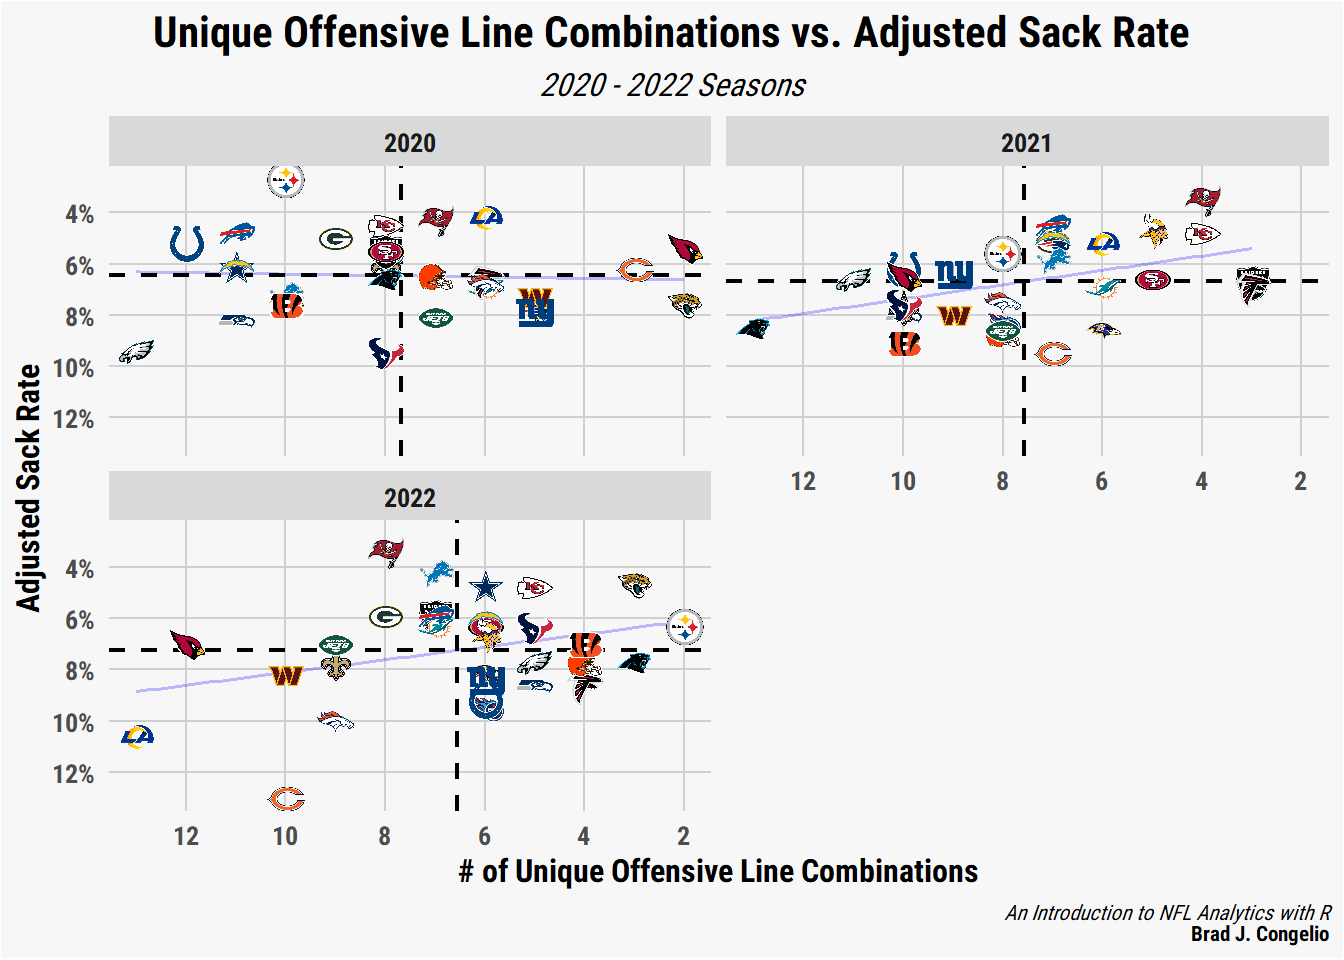 Unique Offensive Line Combinations vs. Adjusted Sack Rate
2020 - 2022 Seasons
2020
2021
4%
6%
8%
10%
12%
12 10 8 6 4 2
2022
4%
6%
8%
10%
12%
12 10 8 6 4 2
Adjusted Sack Rate
# of Unique Offensive Line Combinations
An Introduction to NFL Analytics with R
Brad J. Congelio